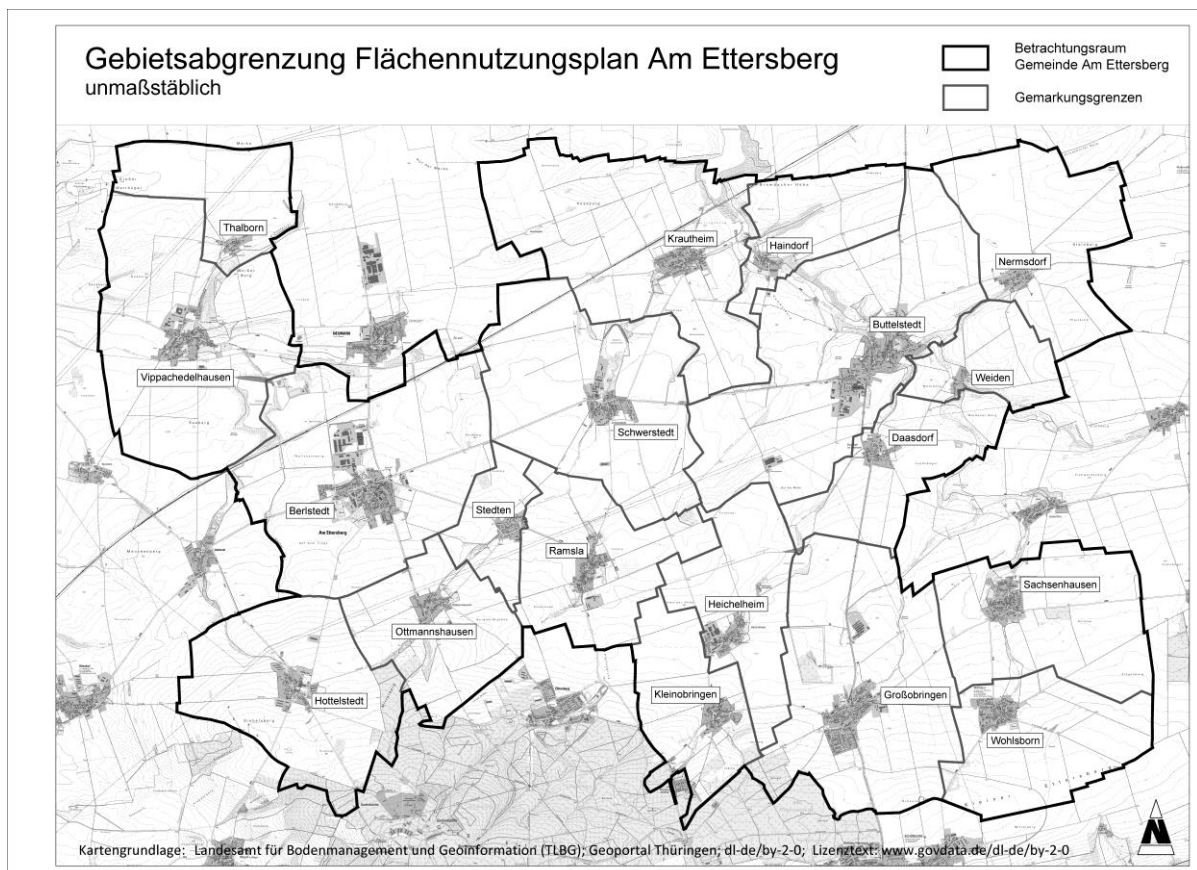 Gebietsabgrenzung Flächennutzungsplan Am Ettersberg
unmaßstäblich
Betrachtungsraum
Gemeinde Am Ettersberg
Gemarkungsgrenzen
Thalborn
Krautheim
Haindorf
Nermsdorf
Buttelstedt
Vippachedelhausen
Weiden
Schwerstedt
Daasdorf
Berlstedt
Stedten
Am Ettersberg
Ramsla
Sachsenhausen
Heichelheim
Ottmannshausen
Kleinobringen
Großobringen
Hottelstedt
Wohlsborn
N
Kartengrundlage: Landesamt für Bodenmanagement und Geoinformation (TLBG); Geoportal Thüringen; dl-de/by-2-0; Lizenztext: www.govdata.de/dl-de/by-2-0